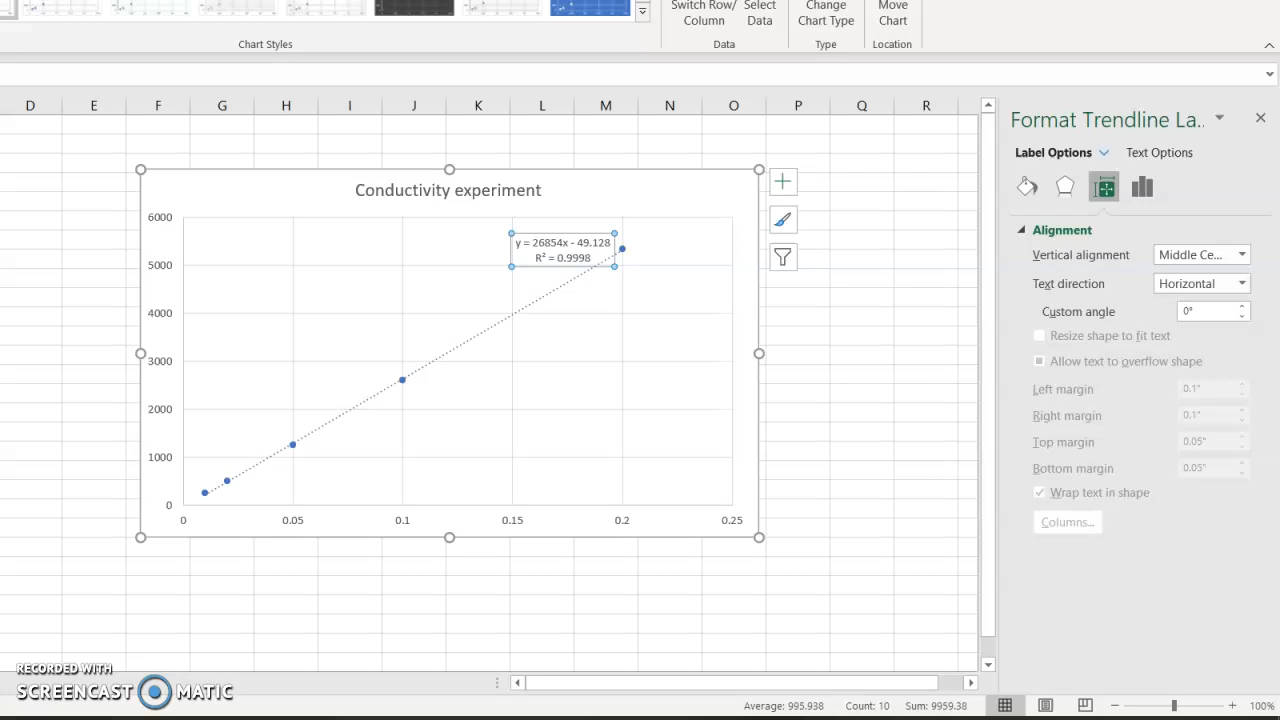 Switch Row/ Select Change Move
Column Data Chart Type Chart
Chart Styles Data Type Location
D E F G H I J K L M N O P Q R
Conductivity experiment
6000
5000
4000
3000
2000
1000
0
y = 26854x - 49.128
R² = 0.9998
0 0.05 0.1 0.15 0.2 0.25
Format Trendline La..
Label Options Text Options
Alignment
Vertical alignment Middle Ce...
Text direction Horizontal
Custom angle 0°
Resize shape to fit text
Allow text to overflow shape
Left margin 0.1"
Right margin 0.1"
Top margin 0.05"
Bottom margin 0.05"
Wrap text in shape
Columns...
RECORDED WITH
SCREENCAST MATIC
Average: 995.938 Count: 10 Sum: 9959.38 100%